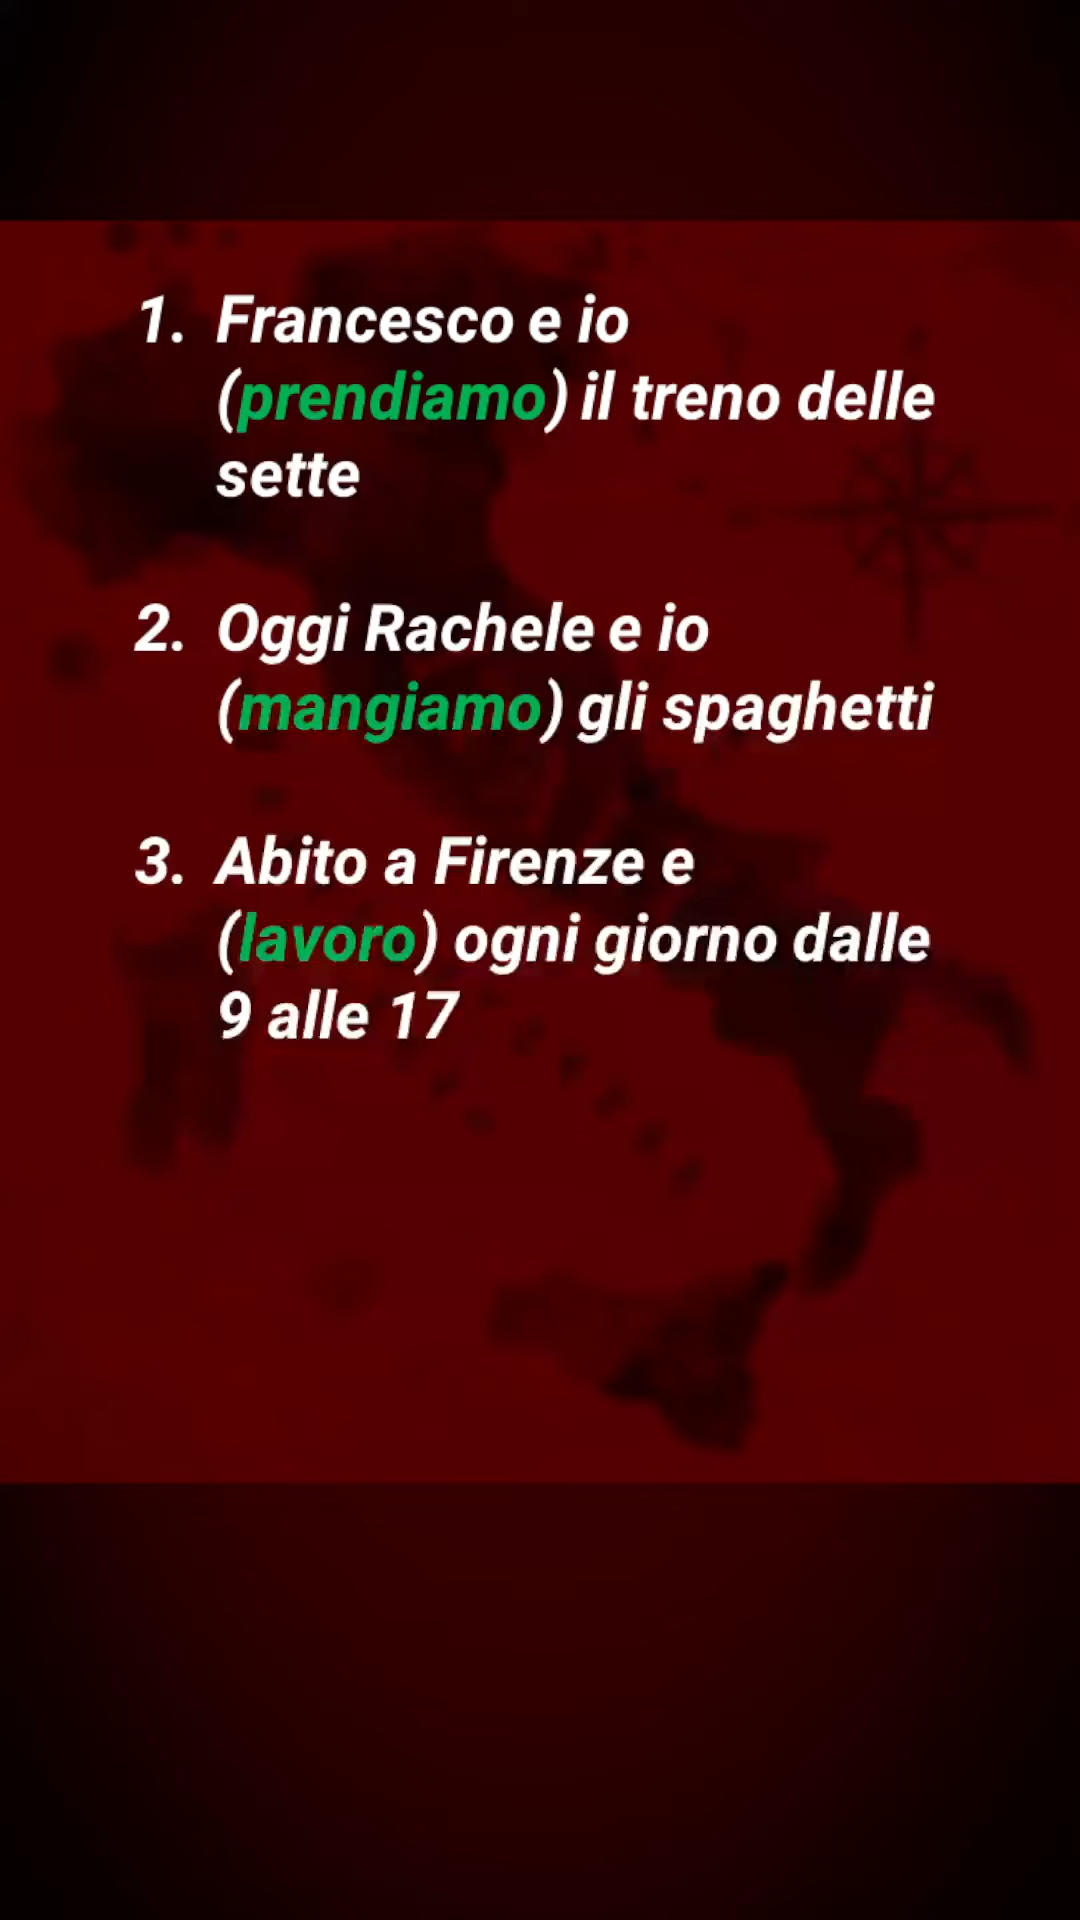 1. Francesco e io
(prendiamo) il treno delle
sette
2. Oggi Rachele e io
(mangiamo) gli spaghetti
3. Abito a Firenze e
(lavoro) ogni giorno dalle
9 alle 17